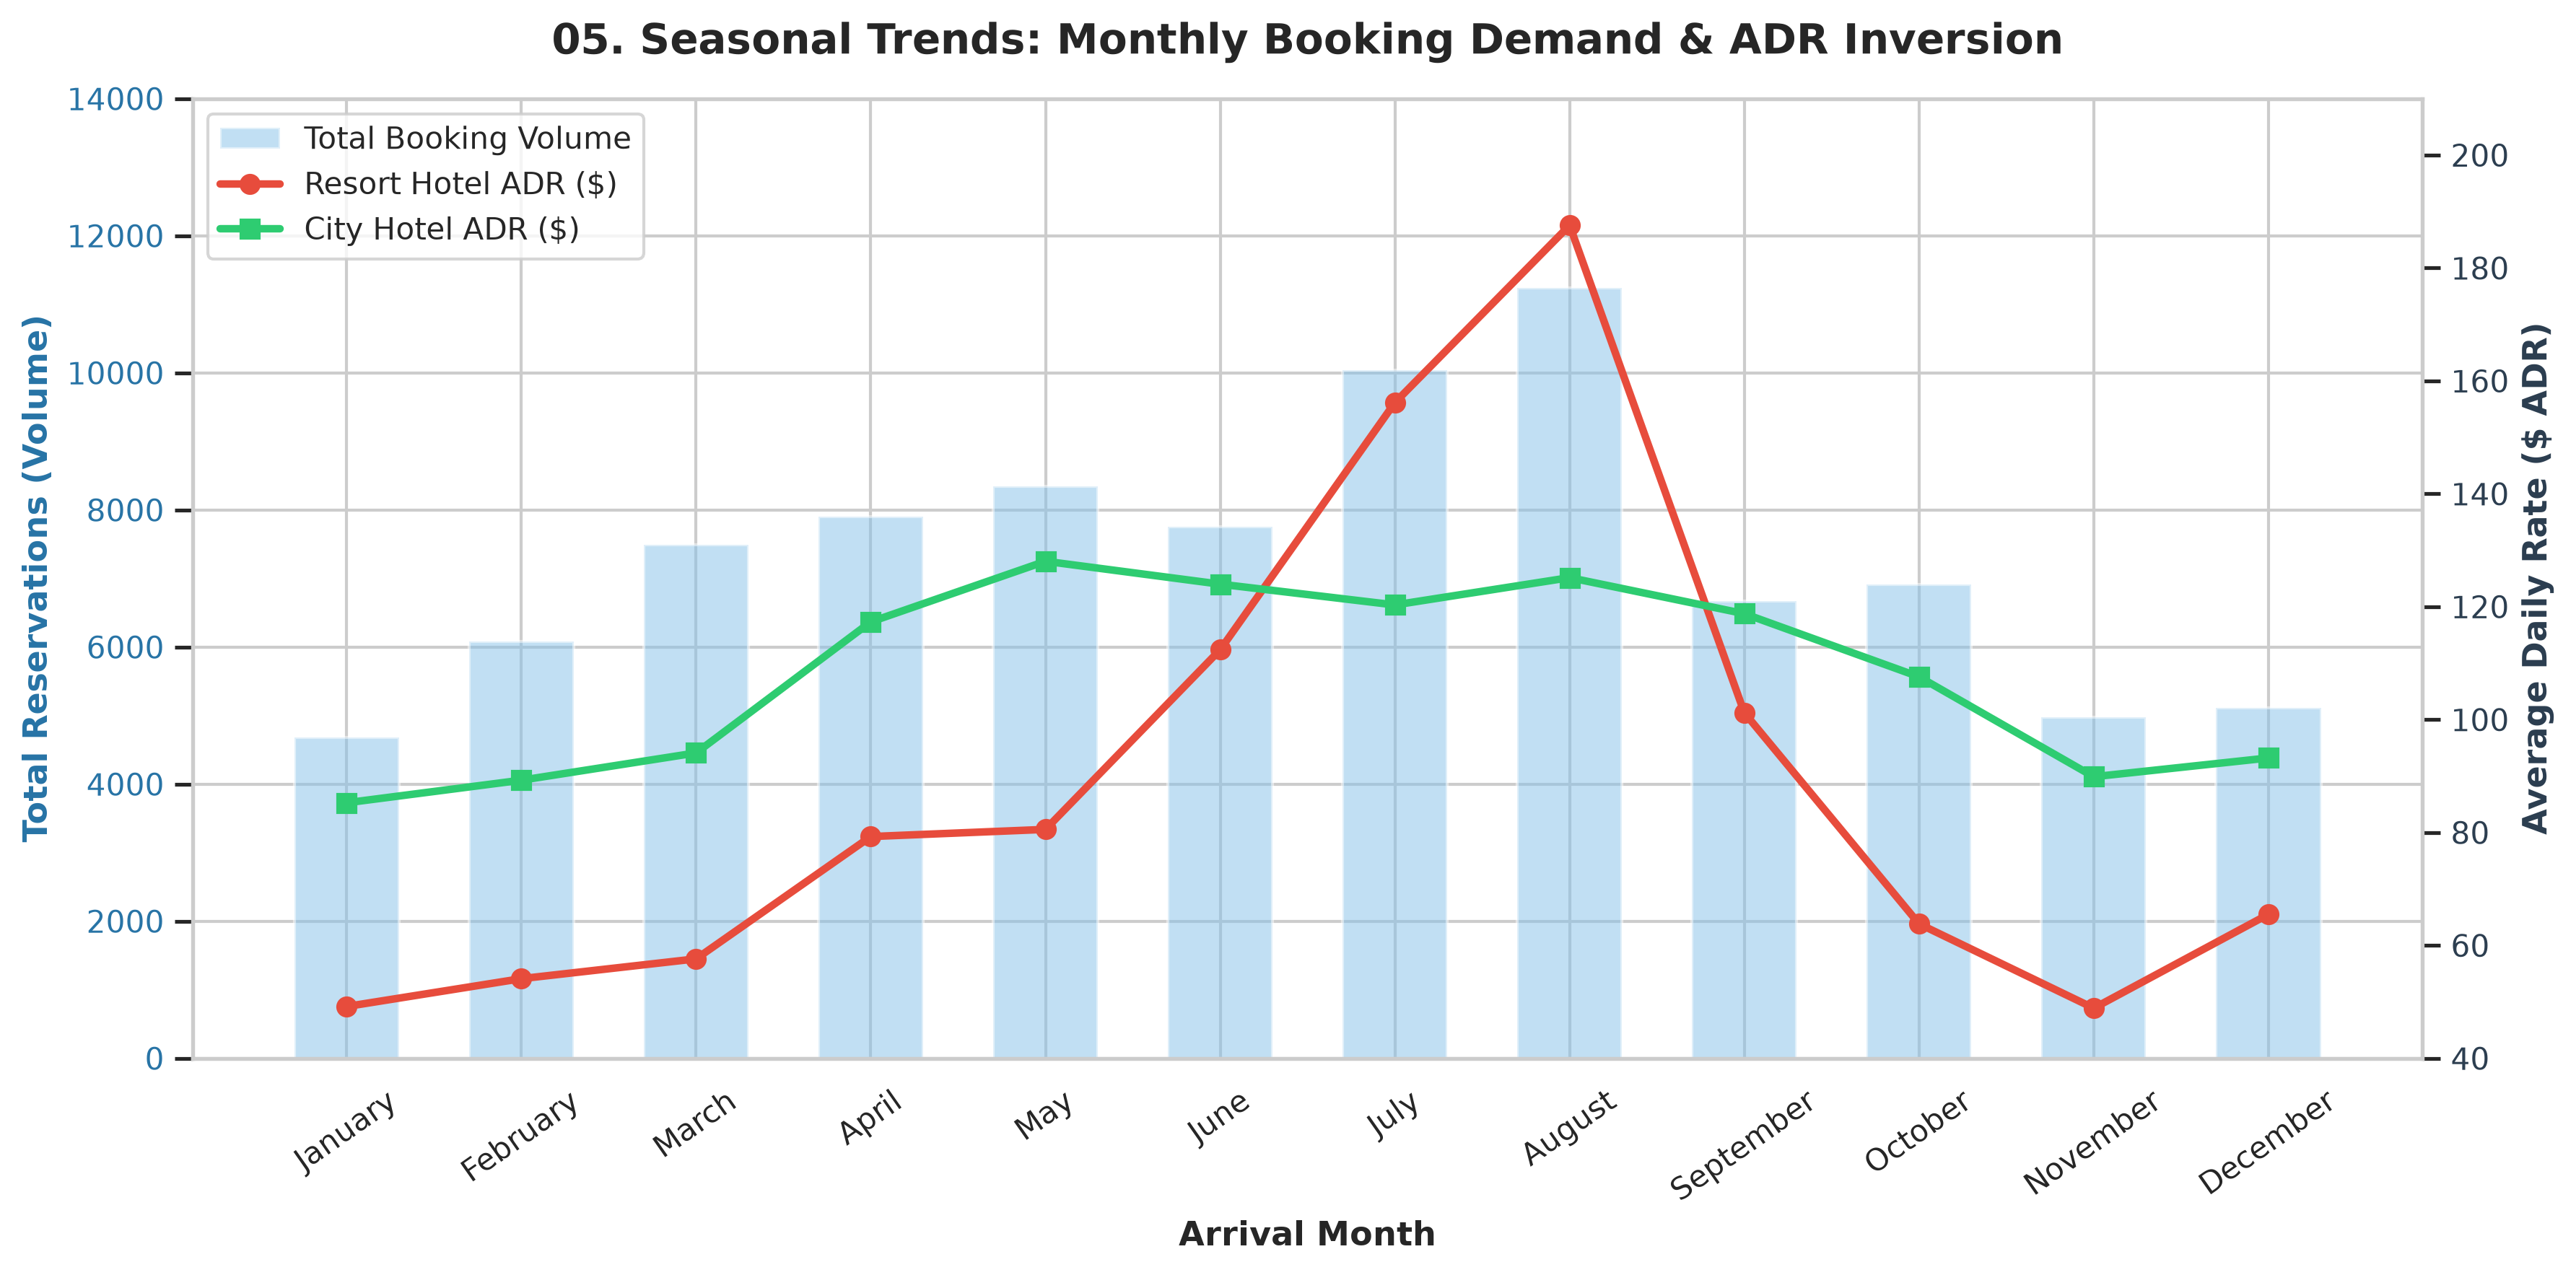 05. Seasonal Trends: Monthly Booking Demand & ADR Inversion
Total Booking Volume
Resort Hotel ADR ($)
City Hotel ADR ($)
Total Reservations (Volume)
14000
12000
10000
8000
6000
4000
2000
0
200
180
160
140
120
100
80
60
40
Average Daily Rate ($ ADR)
January
February
March
April
May
June
July
August
September
October
November
December
Arrival Month